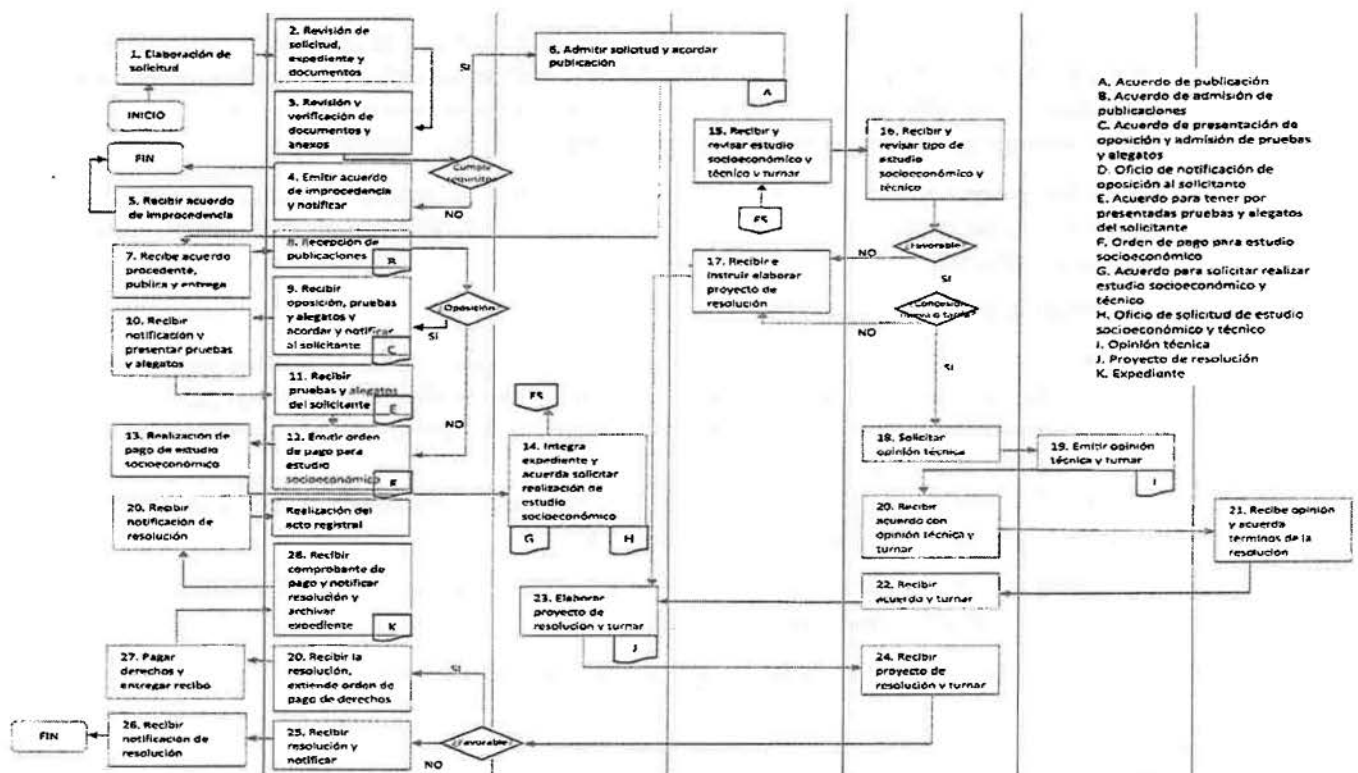 1. Elaboración de
solicitud
INICIO
FIN
5. Recibir acuerdo
de improcedencia
2. Revisión de
solicitud,
expediente y
documentos
3. Revisión y
verificación de
documentos y
anexos
4. Emitir acuerdo
de improcedencia
y notificar
¿Cumple
requisitos?
SI
NO
6. Admitir solicitud y acordar
publicación
A
7. Recibe acuerdo
procedente,
publica y entrega
8. Recepción de
publicaciones
B
9. Recibir
oposición, pruebas
y alegatos y
acordar y notificar
al solicitante
C
¿Oposición?
SI
NO
10. Recibir
notificación y
presentar pruebas
y alegatos
11. Recibir
pruebas y alegatos
del solicitante
E
12. Emitir orden
de pago para
estudio
socioeconómico
F
13. Realización de
pago de estudio
socioeconómico
14. Integra
expediente y
acuerda solicitar
realización de
estudio
socioeconómico
G
H
ES
15. Recibir y
revisar estudio
socioeconómico y
técnico y turnar
ES
16. Recibir y
revisar tipo de
estudio
socioeconómico y
técnico
¿Favorable?
NO
SI
17. Recibir e
instruir elaborar
proyecto de
resolución
¿Concesión
nueva o tarifa?
NO
SI
18. Solicitar
opinión técnica
19. Emitir opinión
técnica y turnar
I
20. Recibir
acuerdo con
opinión técnica y
turnar
21. Recibe opinión
y acuerda
terminos de la
resolución
22. Recibir
acuerdo y turnar
23. Elaborar
proyecto de
resolución y turnar
J
24. Recibir
proyecto de
resolución y turnar
¿Favorable?
SI
NO
20. Recibir
notificación de
resolución
Realización del
acto registral
28. Recibir
comprobante de
pago y notificar
resolución y
archivar
expediente
K
27. Pagar
derechos y
entregar recibo
20. Recibir la
resolución,
extiende orden de
pago de derechos
25. Recibir
resolución y
notificar
26. Recibir
notificación de
resolución
FIN
A. Acuerdo de publicación
B. Acuerdo de admisión de
publicaciones
C. Acuerdo de presentación de
oposición y admisión de pruebas
y alegatos
D. Oficio de notificación de
oposición al solicitante
E. Acuerdo para tener por
presentadas pruebas y alegatos
del solicitante
F. Orden de pago para estudio
socioeconómico
G. Acuerdo para solicitar realizar
estudio socioeconómico y
técnico
H. Oficio de solicitud de estudio
socioeconómico y técnico
I. Opinión técnica
J. Proyecto de resolución
K. Expediente